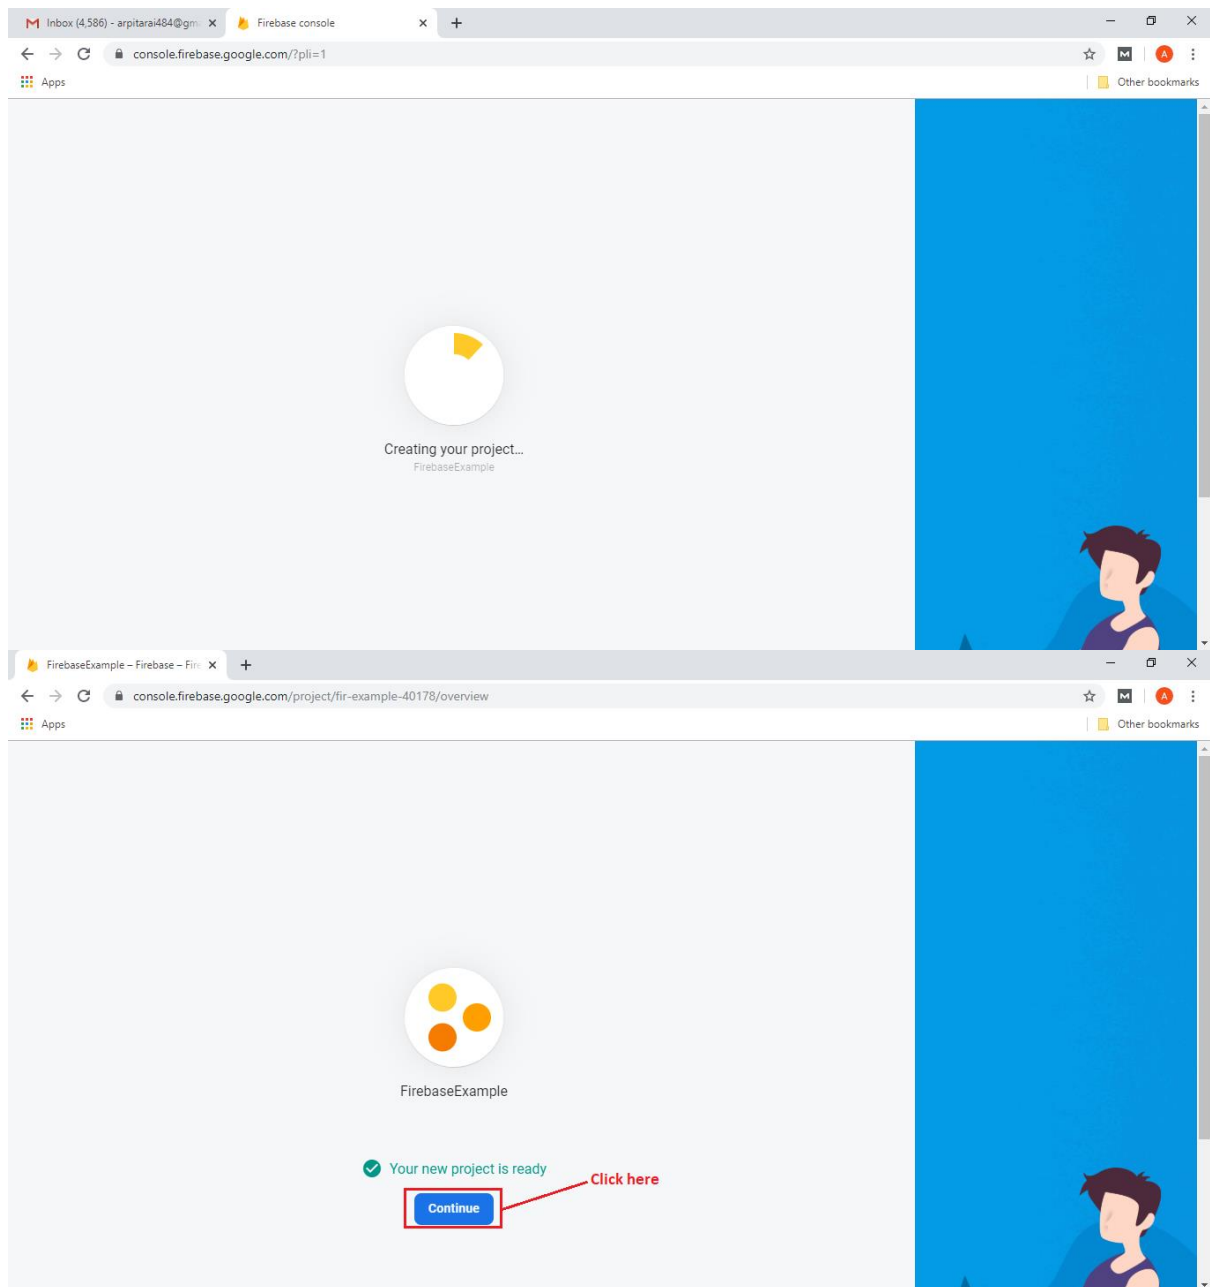 Inbox (4,586) - arpitarai484@gm
Firebase console
console.firebase.google.com/?pli=1
M
A
Apps
Other bookmarks
Creating your project...
FirebaseExample
FirebaseExample – Firebase – Fire
console.firebase.google.com/project/fir-example-40178/overview
M
A
Apps
Other bookmarks
FirebaseExample
Your new project is ready
Click here
Continue